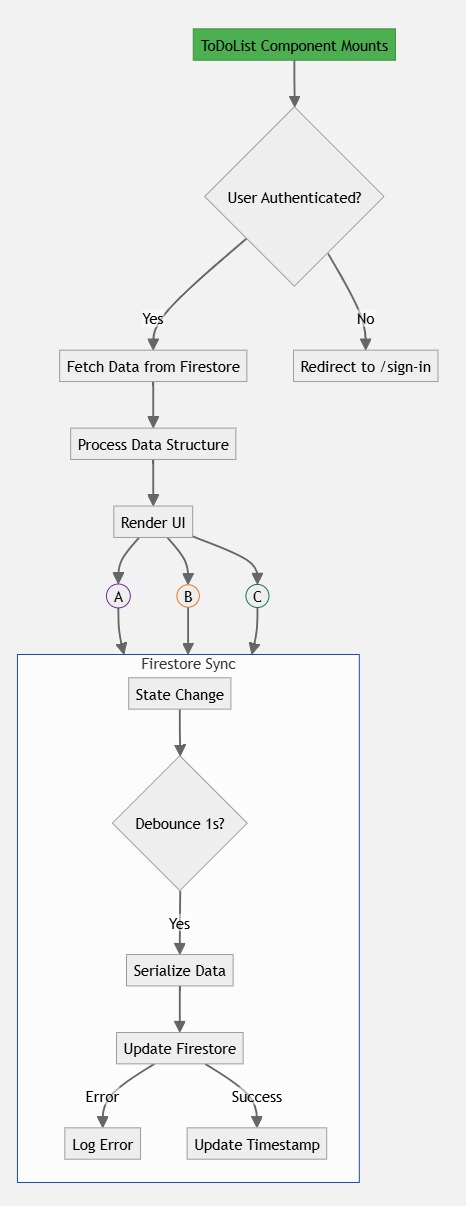 ToDoList Component Mounts
User Authenticated?
Yes
No
Fetch Data from Firestore
Redirect to /sign-in
Process Data Structure
Render UI
A
B
C
Firestore Sync
State Change
Debounce 1s?
Yes
Serialize Data
Update Firestore
Error
Success
Log Error
Update Timestamp